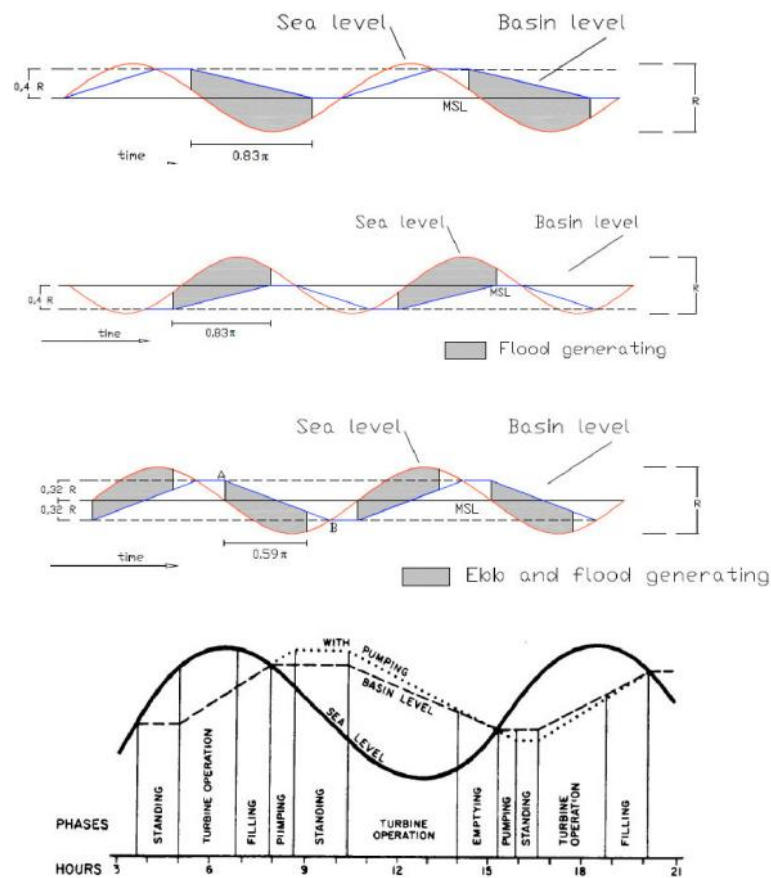 Sea level
Basin level
0,4 R
MSL
R
time
0.83π
Sea level
Basin level
0,4 R
MSL
R
time
0.83π
Flood generating
Sea level
Basin level
A
0,32 R
0,32 R
MSL
R
B
time
0.59π
Ebb and flood generating
WITH PUMPING
BASIN LEVEL
SEA LEVEL
PHASES
STANDING
TURBINE OPERATION
FILLING
PUMPING
STANDING
TURBINE
OPERATION
EMPTYING
PUMPING
STANDING
TURBINE
OPERATION
FILLING
HOURS 3 6 9 12 15 18 21